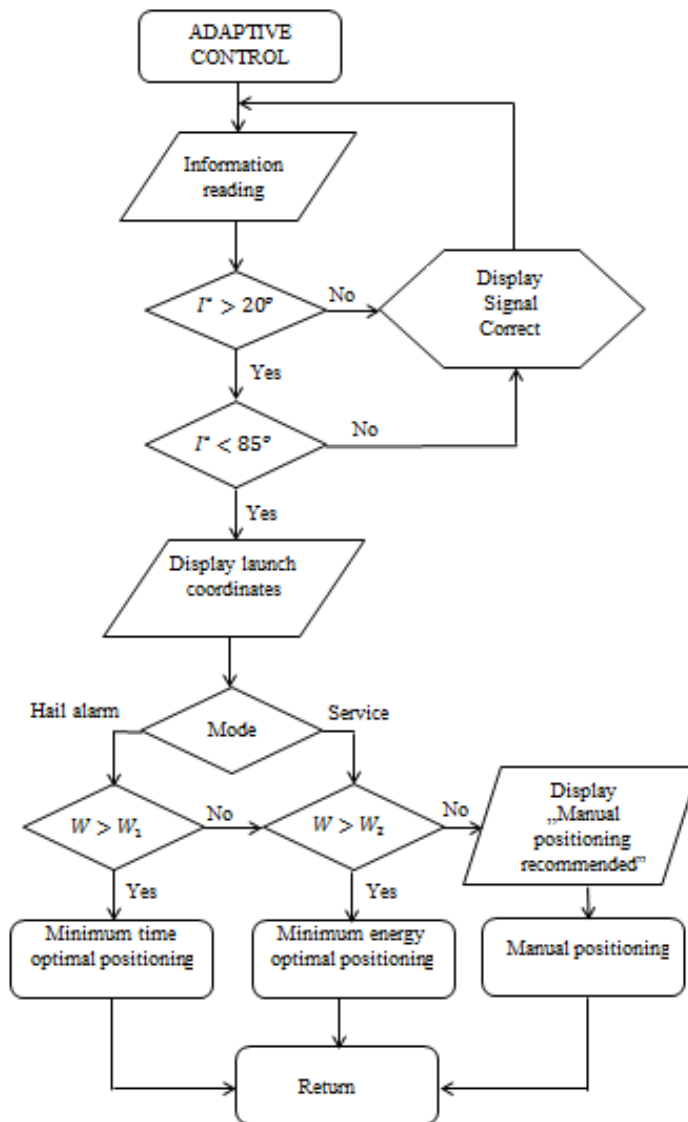 ADAPTIVE
CONTROL
Information
reading
I* > 20°
No
Display
Signal
Correct
Yes
I* < 85°
No
Yes
Display launch
coordinates
Hail alarm
Mode
Service
W > W₁
No
W > W₂
No
Display
„Manual
positioning
recommended”
Yes
Yes
Minimum time
optimal positioning
Minimum energy
optimal positioning
Manual positioning
Return